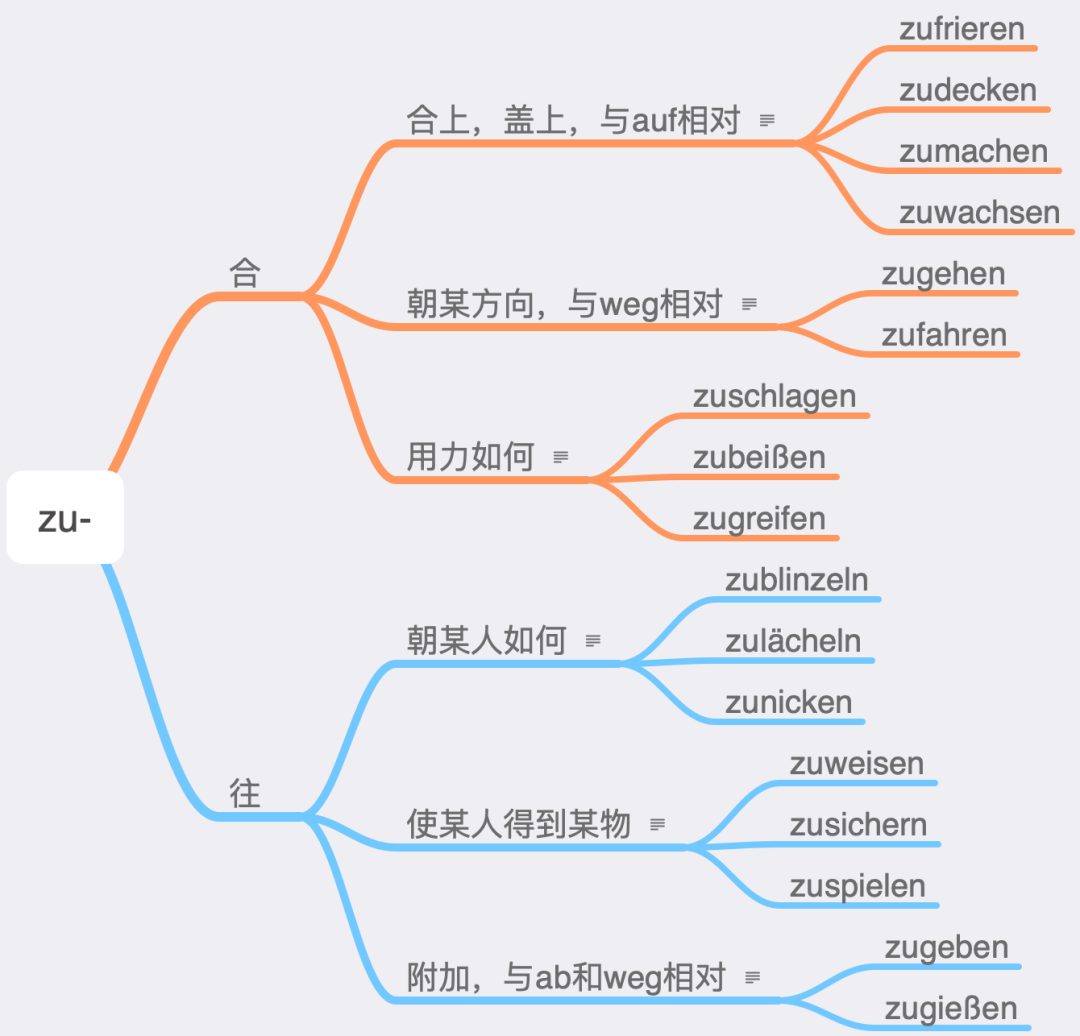 zu-
合
合上，盖上，与auf相对
zufrieren
zudecken
zumachen
zuwachsen
朝某方向，与weg相对
zugehen
zufahren
用力如何
zuschlagen
zubeißen
zugreifen
往
朝某人如何
zublinzeln
zulächeln
zunicken
使某人得到某物
zuweisen
zusichern
zuspielen
附加，与ab和weg相对
zugeben
zugießen